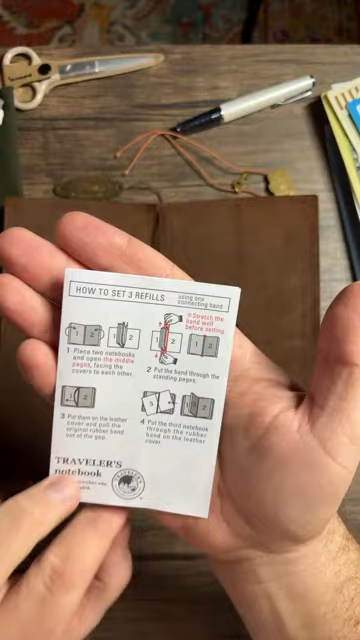 HOW TO SET 3 REFILLS
using one
connecting band
※Stretch the
band well
before setting
1 Place two notebooks
and open the middle
pages, facing the
covers to each other.
2 Put the band through the
standing pages.
3 Put them on the leather
cover and pull the
original rubber band
out of the gap.
4 Put the third notebook
through the rubber
band on the leather
cover.
TRAVELER'S
notebook